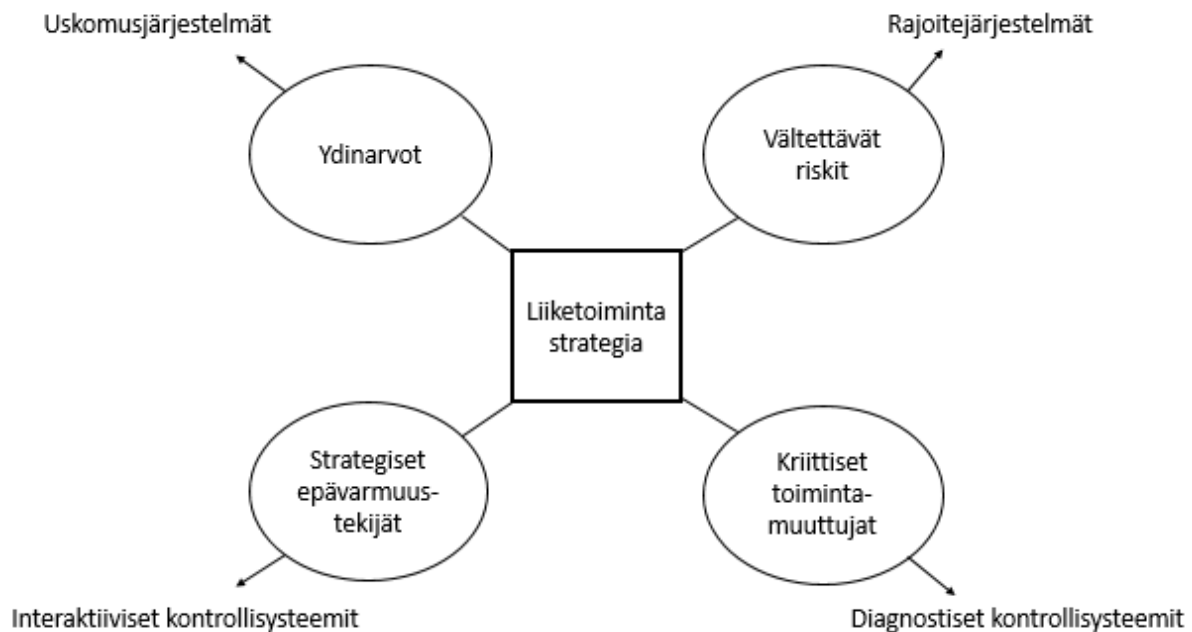 Uskomusjärjestelmät
Rajoitejärjestelmät
Ydinarvot
Vältettävät
riskit
Liiketoiminta
strategia
Strategiset
epävarmuus-
tekijät
Kriittiset
toiminta-
muuttujat
Interaktiiviset kontrollisysteemit
Diagnostiset kontrollisysteemit